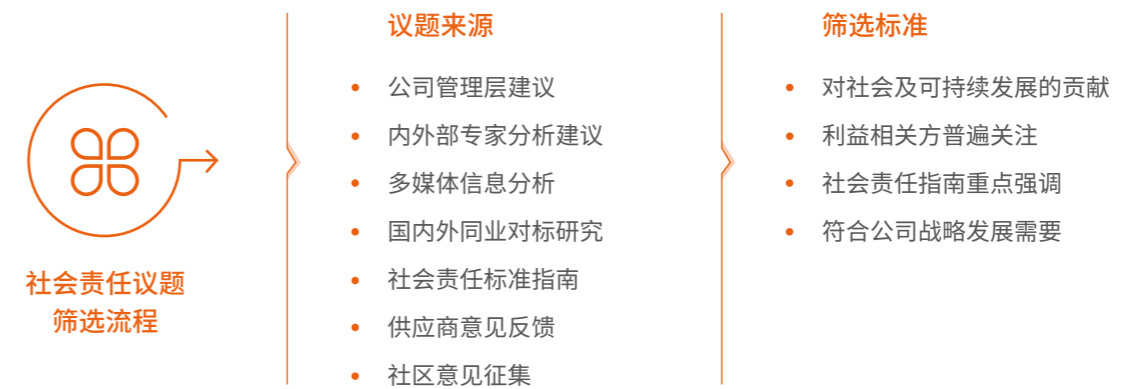 社会责任议题
筛选流程
议题来源
公司管理层建议
内外部专家分析建议
多媒体信息分析
国内外同业对标研究
社会责任标准指南
供应商意见反馈
社区意见征集
筛选标准
对社会及可持续发展的贡献
利益相关方普遍关注
社会责任指南重点强调
符合公司战略发展需要